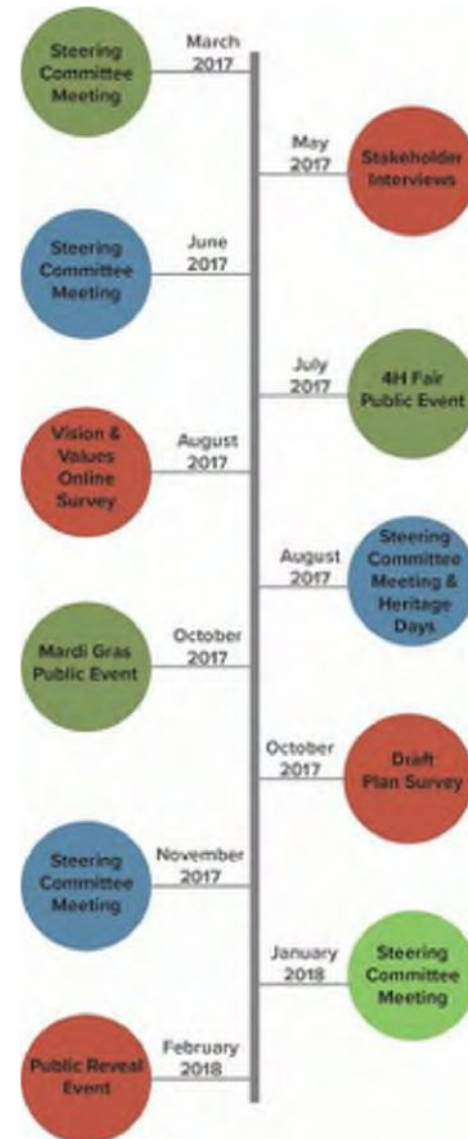 Steering
Committee
Meeting
March
2017
May
2017
Stakeholder
Interviews
Steering
Committee
Meeting
June
2017
July
2017
4H Fair
Public Event
Vision &
Values
Online
Survey
August
2017
August
2017
Steering
Committee
Meeting &
Heritage
Days
Mardi Gras
Public Event
October
2017
October
2017
Draft
Plan Survey
Steering
Committee
Meeting
November
2017
January
2018
Steering
Committee
Meeting
Public Reveal
Event
February
2018